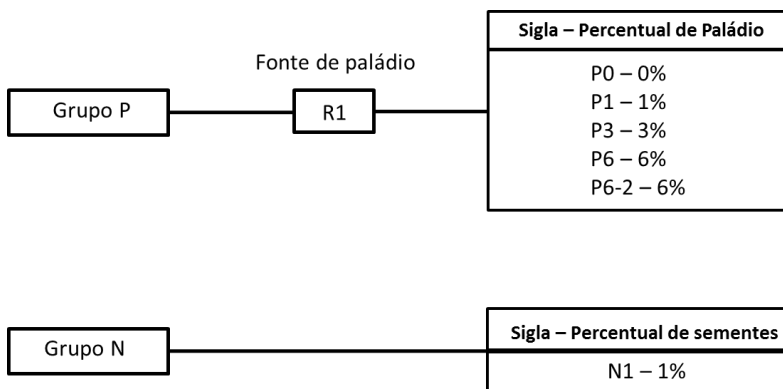 Sigla – Percentual de Paládio
Fonte de paládio
Grupo P
R1
P0 – 0%
P1 – 1%
P3 – 3%
P6 – 6%
P6-2 – 6%
Grupo N
Sigla – Percentual de sementes
N1 – 1%